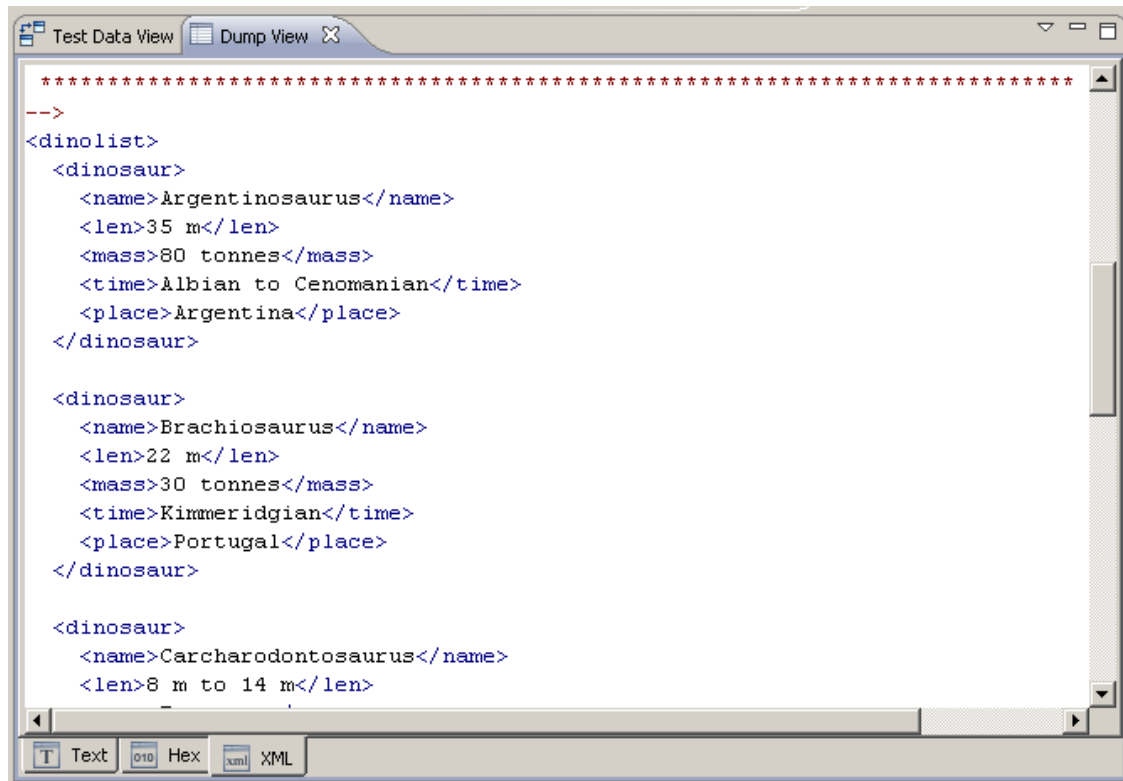 Test Data View Dump View
*****************************************************************************
-->
<dinolist>
  <dinosaur>
    <name>Argentinosaurus</name>
    <len>35 m</len>
    <mass>80 tonnes</mass>
    <time>Albian to Cenomanian</time>
    <place>Argentina</place>
  </dinosaur>

  <dinosaur>
    <name>Brachiosaurus</name>
    <len>22 m</len>
    <mass>30 tonnes</mass>
    <time>Kimmeridgian</time>
    <place>Portugal</place>
  </dinosaur>

  <dinosaur>
    <name>Carcharodontosaurus</name>
    <len>8 m to 14 m</len>
T Text 010 Hex xml XML